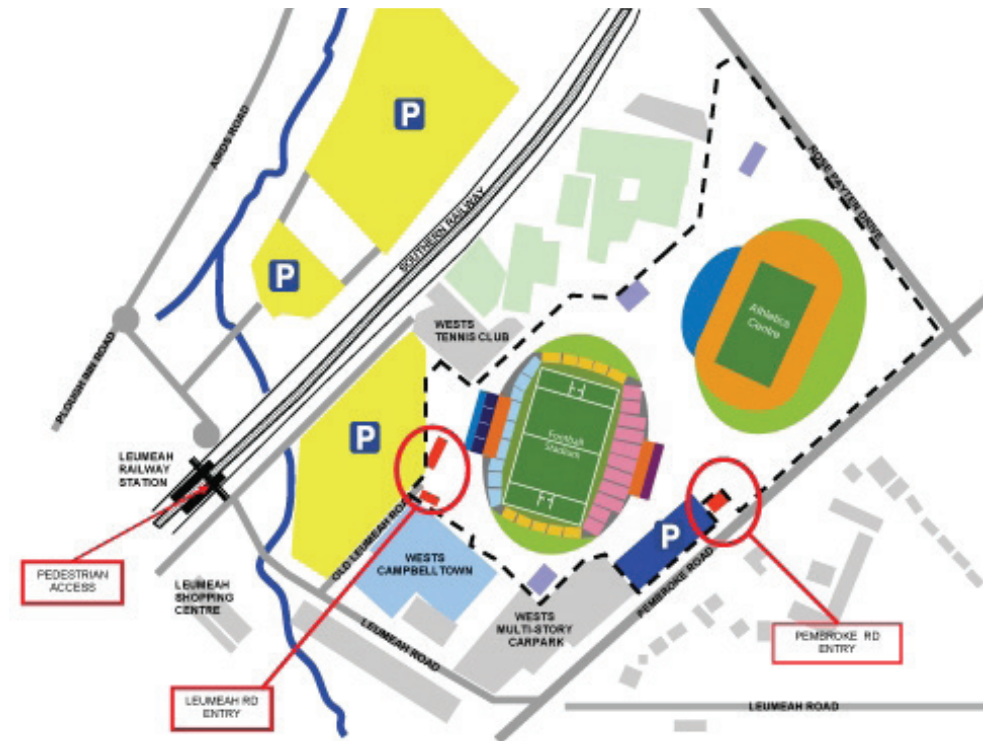 P
AIRDS ROAD
ROSE PAYTEN DRIVE
SOUTHERN RAILWAY
P
WESTS
TENNIS CLUB
Athletics
Centre
PLOUGH INN ROAD
P
Football
Stadium
LEUMEAH
RAILWAY
STATION
OLD LEUMEAH ROAD
P
WESTS
CAMPBELLTOWN
PEDESTRIAN
ACCESS
LEUMEAH
SHOPPING
CENTRE
PEMBROKE ROAD
WESTS
MULTI-STORY
CARPARK
LEUMEAH ROAD
PEMBROKE RD
ENTRY
LEUMEAH RD
ENTRY
LEUMEAH ROAD